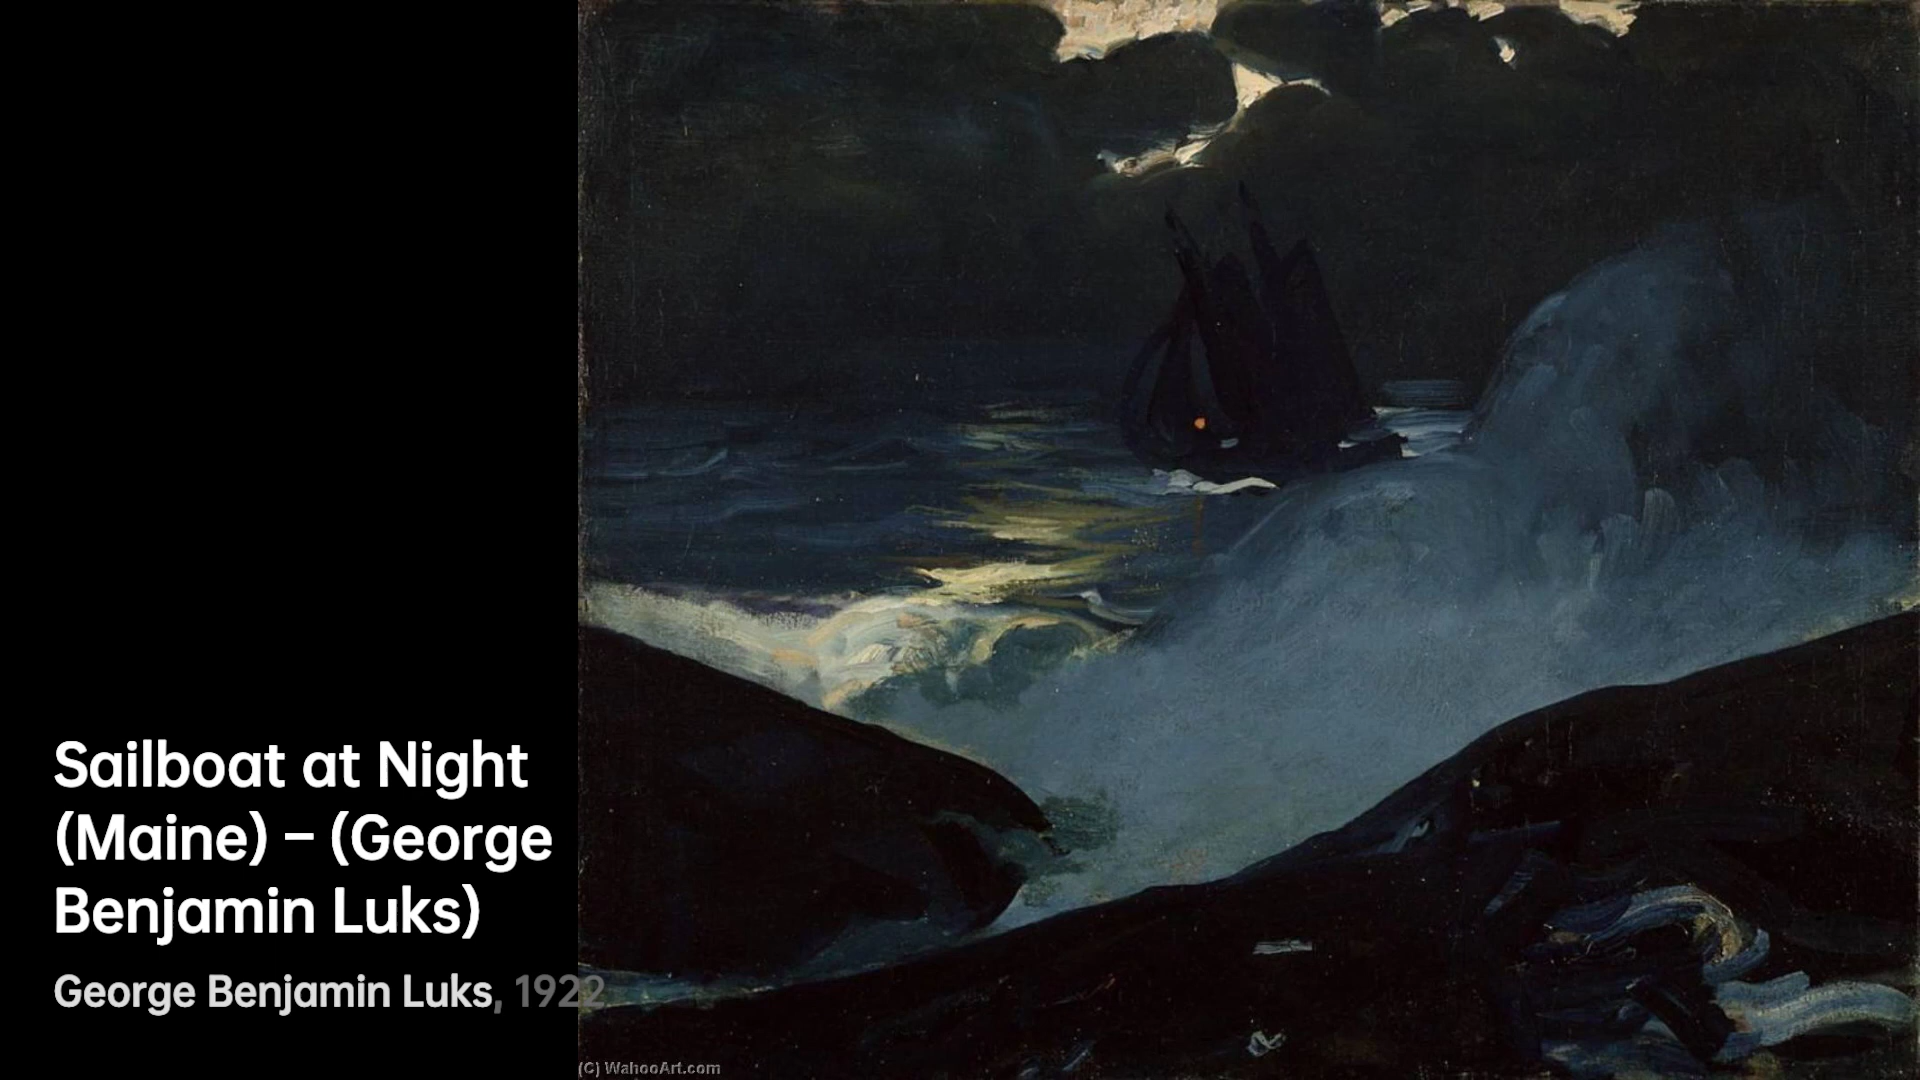 Sailboat at Night
(Maine) – (George
Benjamin Luks)
George Benjamin Luks, 1922
(C) WahooArt.com